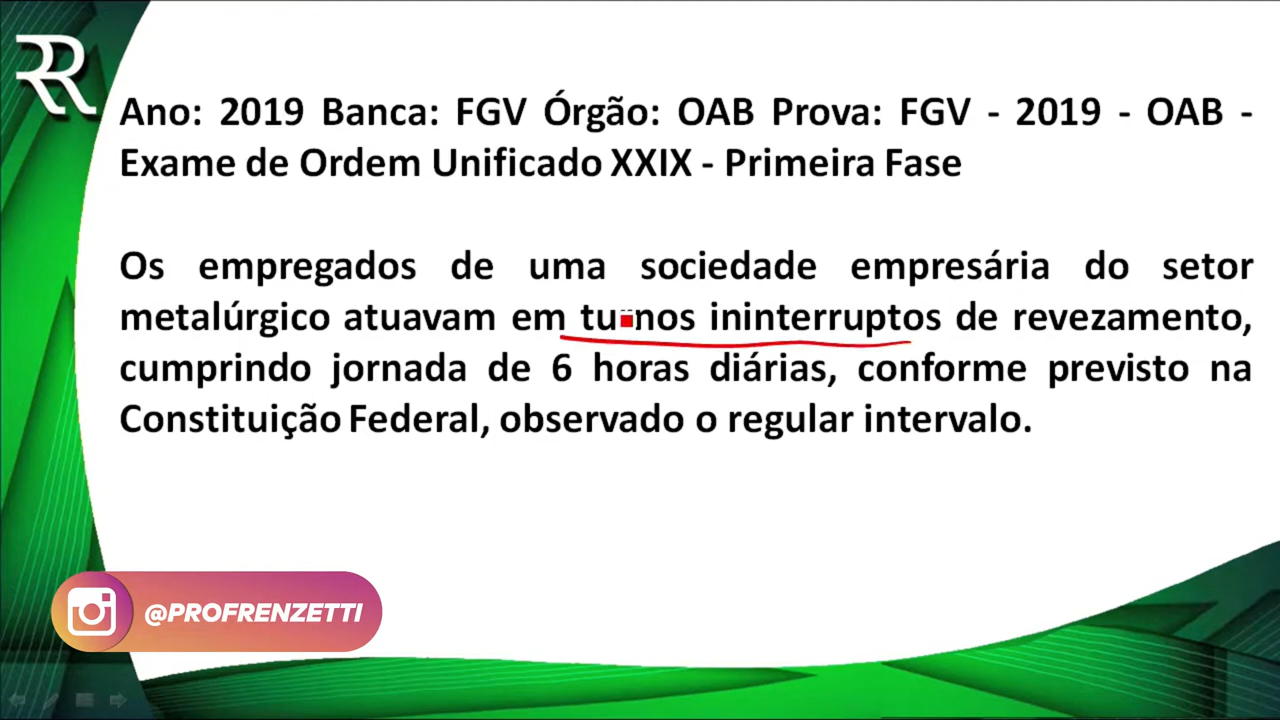 Ano: 2019 Banca: FGV Órgão: OAB Prova: FGV - 2019 - OAB -
Exame de Ordem Unificado XXIX - Primeira Fase
Os empregados de uma sociedade empresária do setor
metalúrgico atuavam em turnos ininterruptos de revezamento,
cumprindo jornada de 6 horas diárias, conforme previsto na
Constituição Federal, observado o regular intervalo.
@PROFRENZETTI